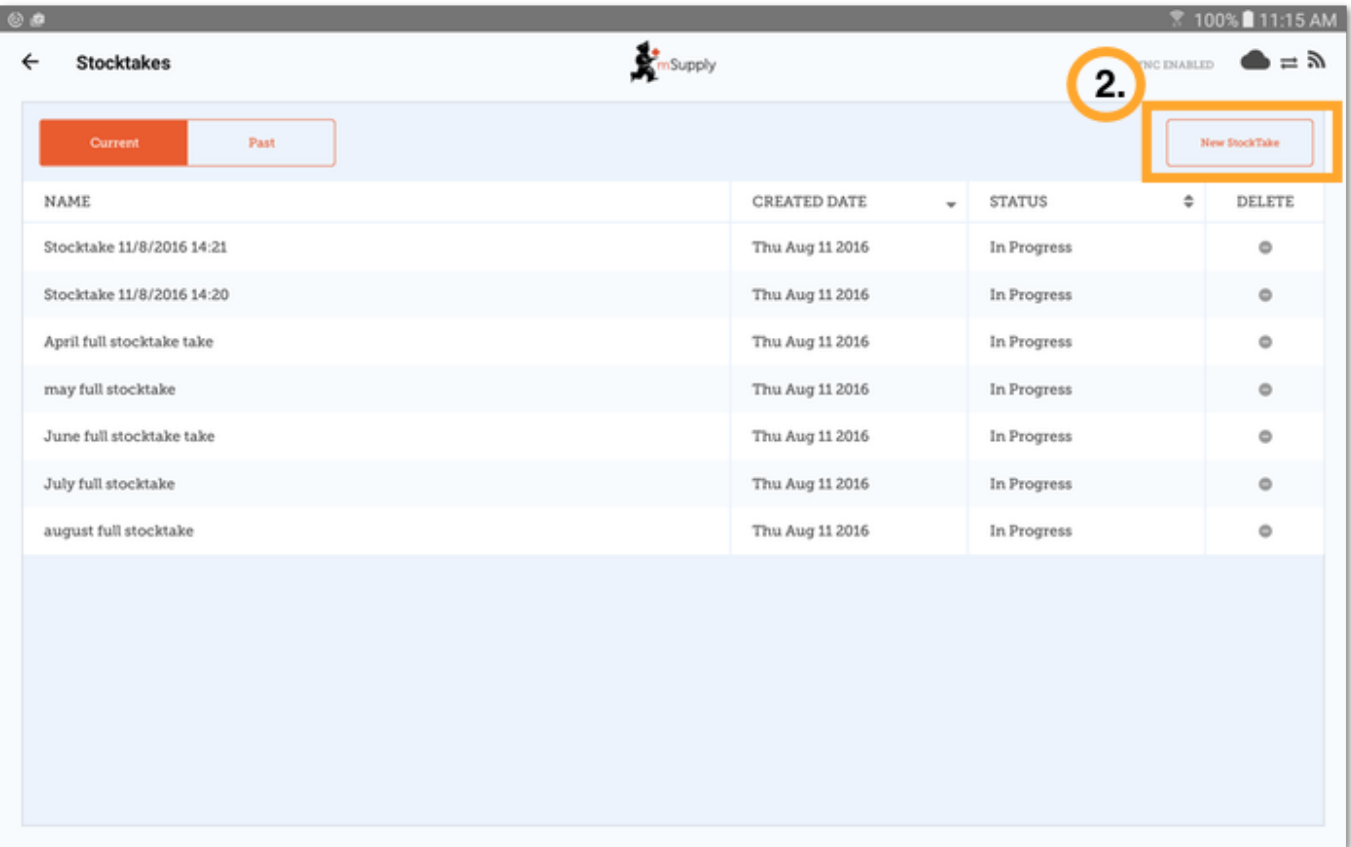 100% 11:15 AM
Stocktakes
mSupply
SYNC ENABLED
2.
Current Past New StockTake
NAME CREATED DATE STATUS DELETE
Stocktake 11/8/2016 14:21 Thu Aug 11 2016 In Progress
Stocktake 11/8/2016 14:20 Thu Aug 11 2016 In Progress
April full stocktake take Thu Aug 11 2016 In Progress
may full stocktake Thu Aug 11 2016 In Progress
June full stocktake take Thu Aug 11 2016 In Progress
July full stocktake Thu Aug 11 2016 In Progress
august full stocktake Thu Aug 11 2016 In Progress